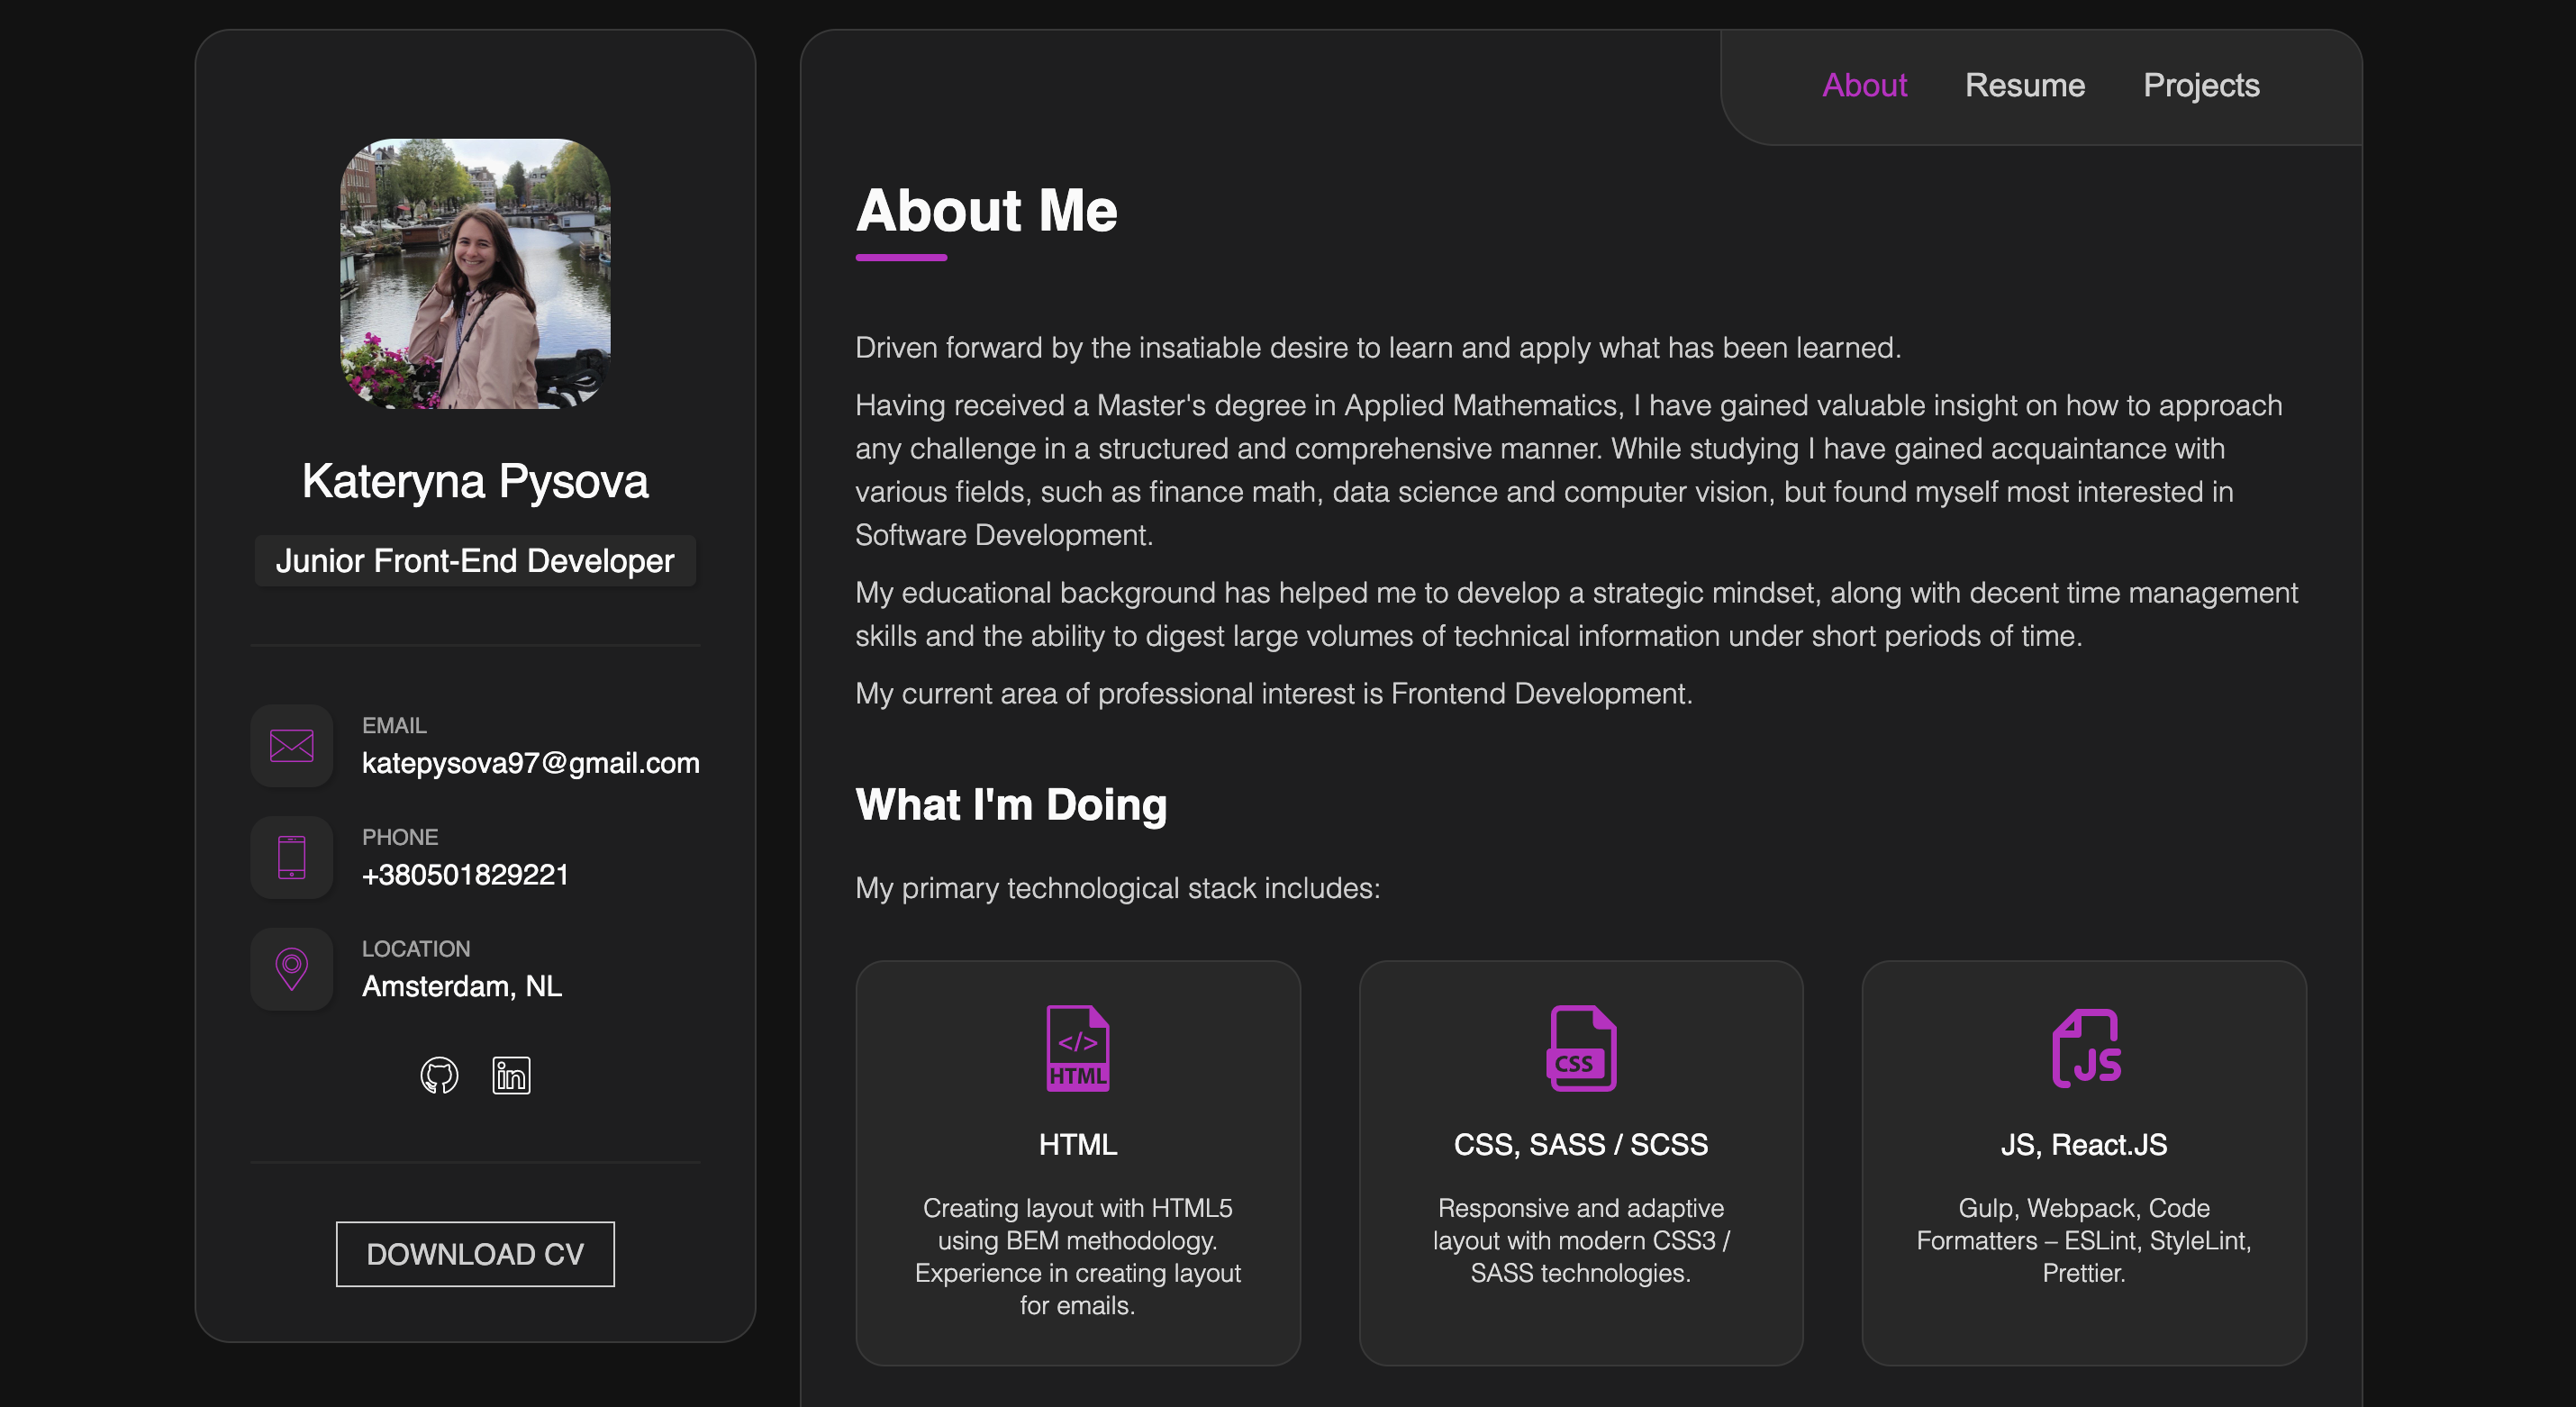 Kateryna Pysova
Junior Front-End Developer
EMAIL
katepysova97@gmail.com
PHONE
+380501829221
LOCATION
Amsterdam, NL
in
DOWNLOAD CV
About Resume Projects
About Me
Driven forward by the insatiable desire to learn and apply what has been learned.
Having received a Master's degree in Applied Mathematics, I have gained valuable insight on how to approach
any challenge in a structured and comprehensive manner. While studying I have gained acquaintance with
various fields, such as finance math, data science and computer vision, but found myself most interested in
Software Development.
My educational background has helped me to develop a strategic mindset, along with decent time management
skills and the ability to digest large volumes of technical information under short periods of time.
My current area of professional interest is Frontend Development.
What I'm Doing
My primary technological stack includes:
</>
HTML
HTML
Creating layout with HTML5
using BEM methodology.
Experience in creating layout
for emails.
CSS
CSS, SASS / SCSS
Responsive and adaptive
layout with modern CSS3 /
SASS technologies.
JS
JS, React.JS
Gulp, Webpack, Code
Formatters – ESLint, StyleLint,
Prettier.